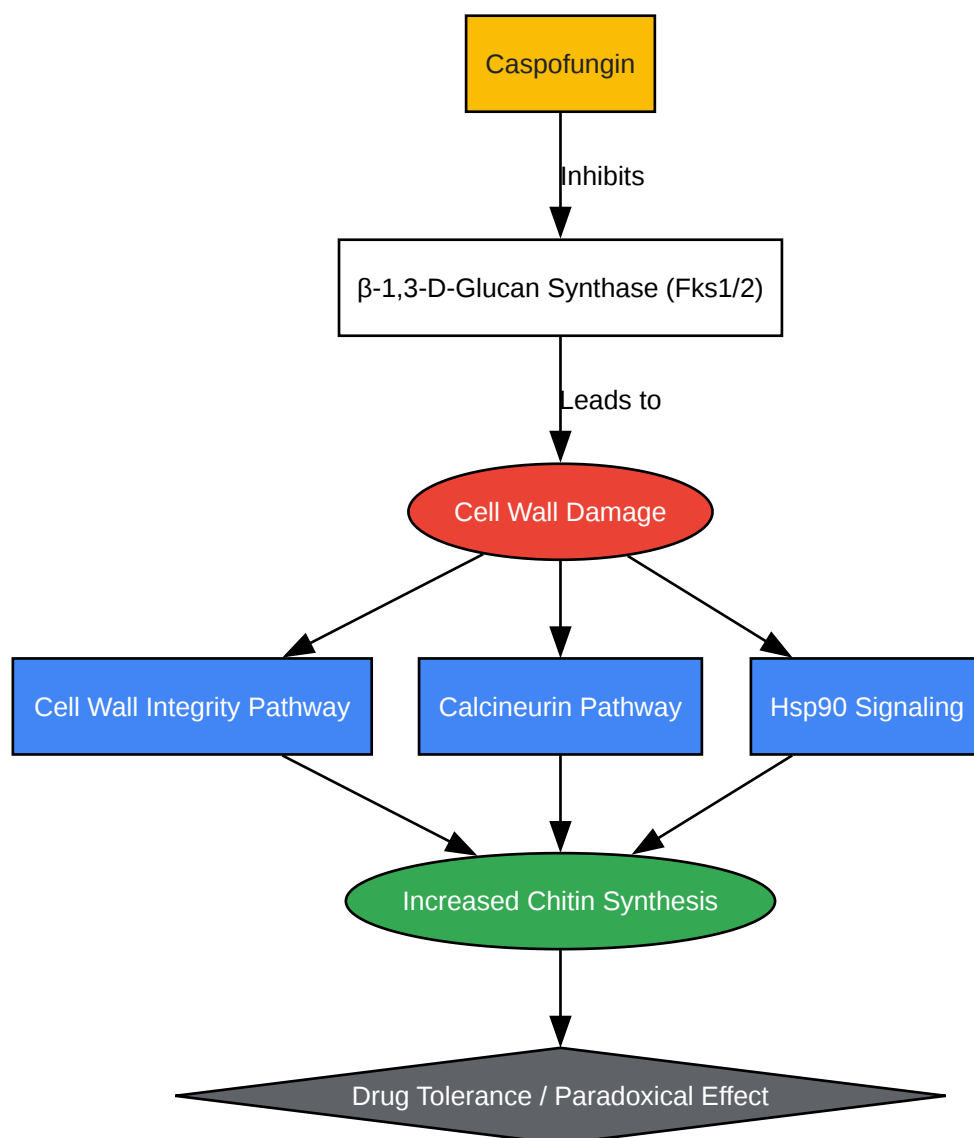 Caspofungin
Inhibits
β-1,3-D-Glucan Synthase (Fks1/2)
Leads to
Cell Wall Damage
Cell Wall Integrity Pathway
Calcineurin Pathway
Hsp90 Signaling
Increased Chitin Synthesis
Drug Tolerance / Paradoxical Effect